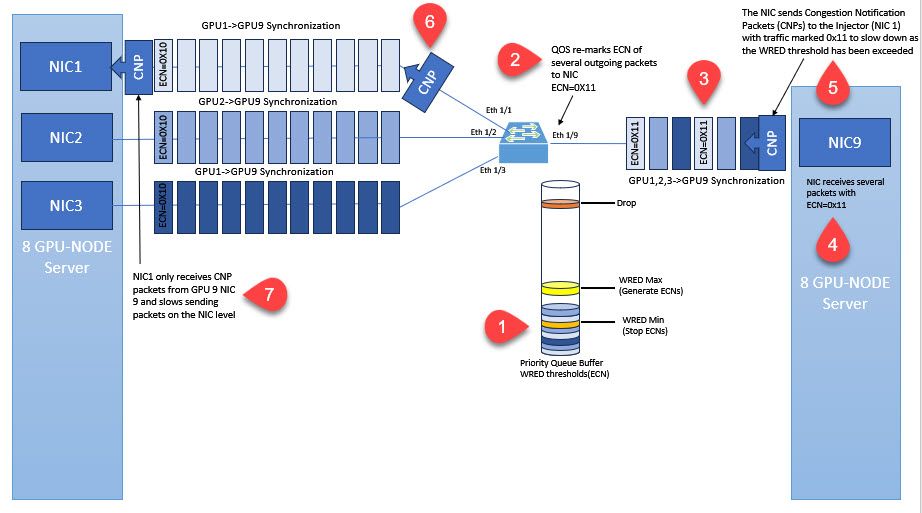 The NIC sends Congestion Notification
Packets (CNPs) to the Injector (NIC 1)
with traffic marked 0x11 to slow down as
the WRED threshold has been exceeded
GPU1->GPU9 Synchronization
6
NIC1
CNP
ECN=0X10
CNP
2
QOS re-marks ECN of
several outgoing packets
to NIC
ECN=0X11
3
5
GPU2->GPU9 Synchronization
Eth 1/1
NIC2
ECN=0X10
Eth 1/2
Eth 1/9
ECN=0X11
ECN=0X11
CNP
NIC9
GPU1->GPU9 Synchronization
Eth 1/3
GPU1,2,3->GPU9 Synchronization
NIC3
ECN=0X10
NIC receives several
packets with
ECN=0x11
Drop
4
8 GPU-NODE
Server
NIC1 only receives CNP
packets from GPU 9 NIC
9 and slows sending
packets on the NIC level
7
WRED Max
(Generate ECNs)
8 GPU-NODE
Server
1
WRED Min
(Stop ECNs)
Priority Queue Buffer
WRED thresholds(ECN)